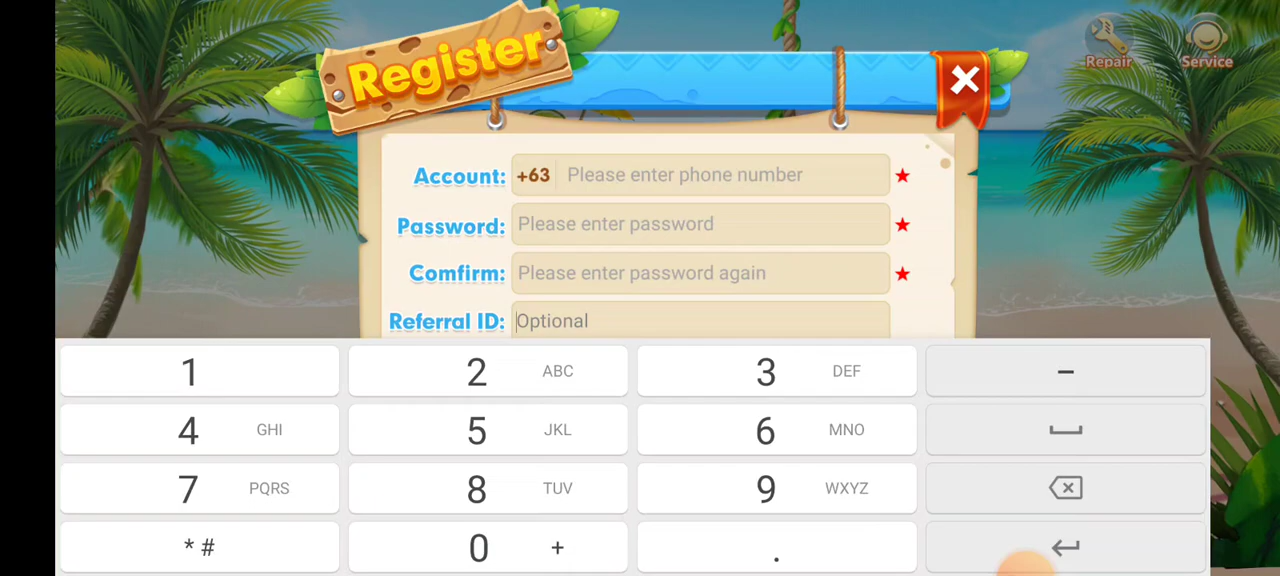 Register
Repair
Service
Account: +63 Please enter phone number ★
Password: Please enter password ★
Comfirm: Please enter password again ★
Referral ID: Optional
1 2 ABC 3 DEF –
4 GHI 5 JKL 6 MNO
7 PQRS 8 TUV 9 WXYZ
* # 0 + .